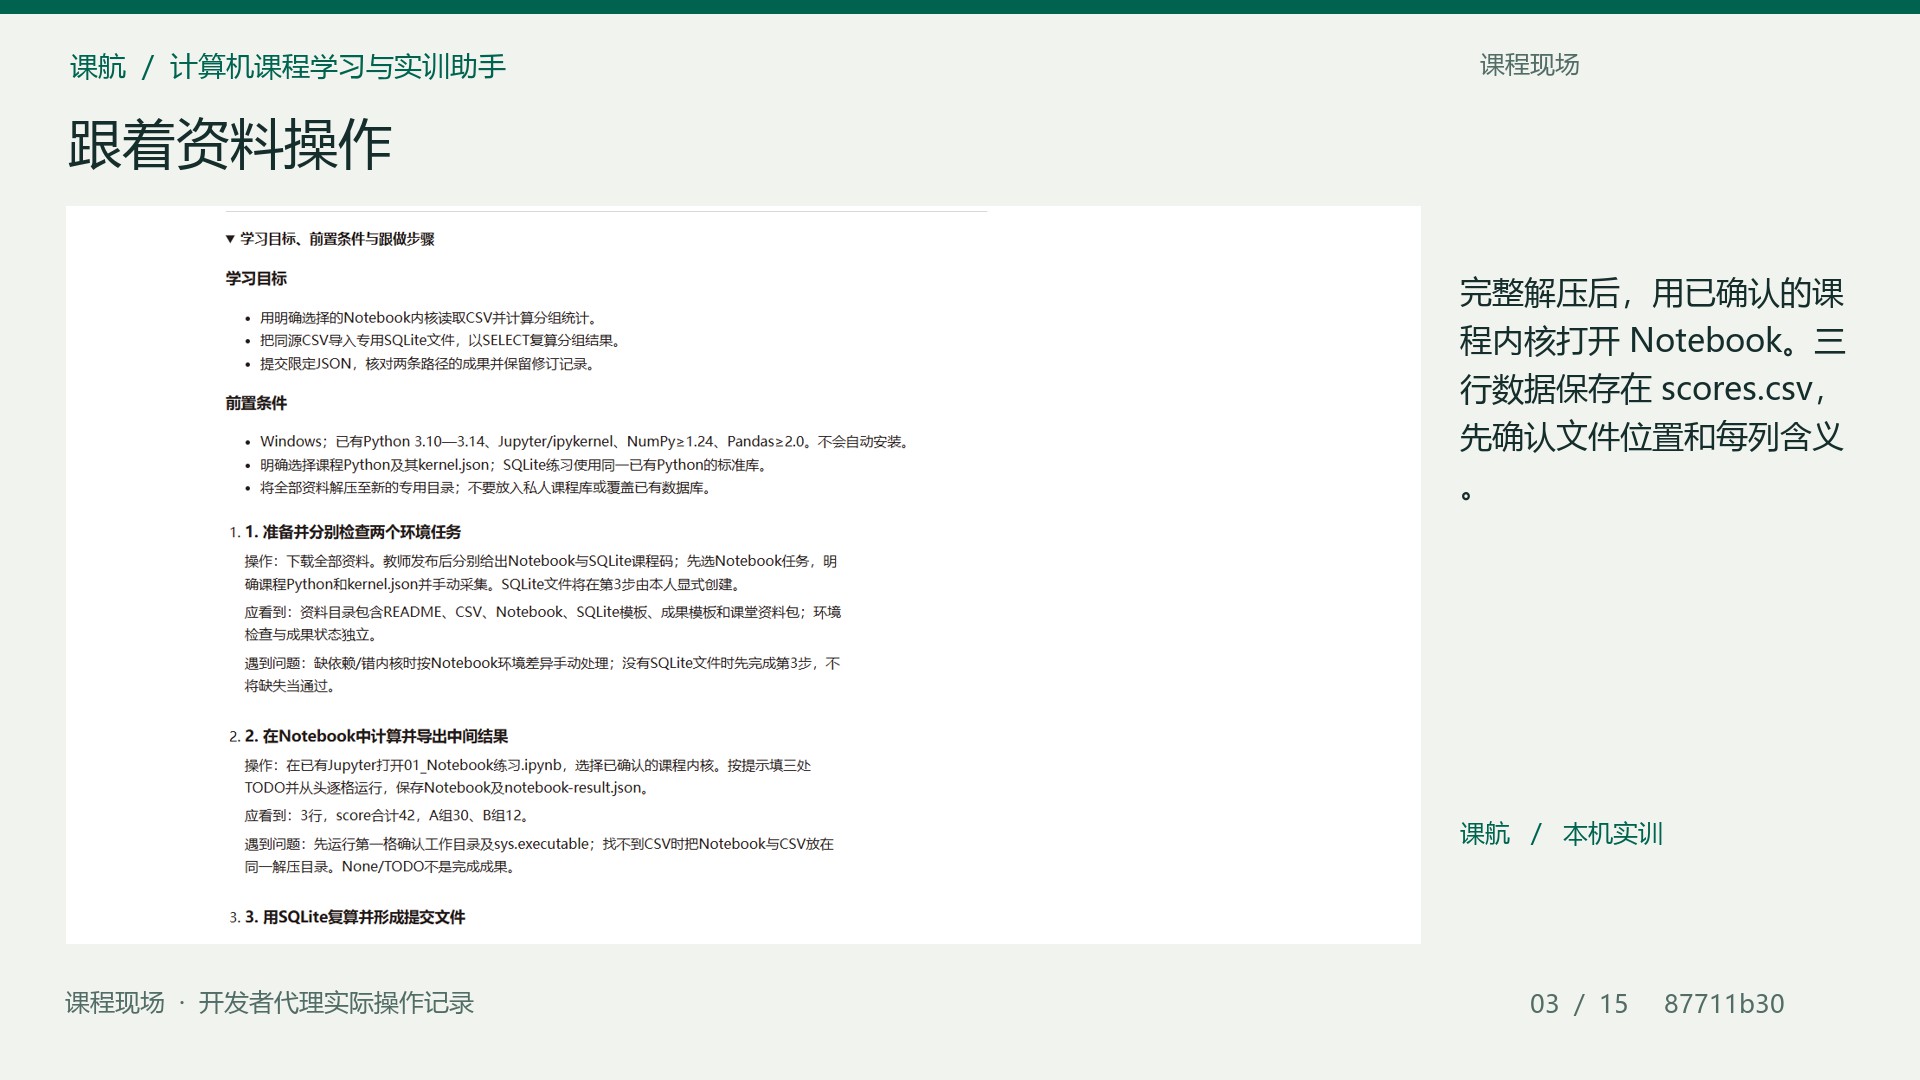 课航 / 计算机课程学习与实训助手
课程现场
跟着资料操作
▼ 学习目标、前置条件与跟做步骤
学习目标
• 用明确选择的Notebook内核读取CSV并计算分组统计。
• 把同源CSV导入专用SQLite文件，以SELECT复算分组结果。
• 提交限定JSON，核对两条路径的成果并保留修订记录。
前置条件
• Windows；已有Python 3.10—3.14、Jupyter/ipykernel、NumPy≥1.24、Pandas≥2.0。不会自动安装。
• 明确选择课程Python及其kernel.json；SQLite练习使用同一已有Python的标准库。
• 将全部资料解压至新的专用目录；不要放入私人课程库或覆盖已有数据库。
1. 1. 准备并分别检查两个环境任务
操作：下载全部资料。教师发布后分别给出Notebook与SQLite课程码；先选Notebook任务，明
确课程Python和kernel.json并手动采集。SQLite文件将在第3步由本人显式创建。
应看到：资料目录包含README、CSV、Notebook、SQLite模板、成果模板和课堂资料包；环境
检查与成果状态独立。
遇到问题：缺依赖/错内核时按Notebook环境差异手动处理；没有SQLite文件时先完成第3步，不
将缺失当通过。
2. 2. 在Notebook中计算并导出中间结果
操作：在已有Jupyter打开01_Notebook练习.ipynb，选择已确认的课程内核。按提示填三处
TODO并从头逐格运行，保存Notebook及notebook-result.json。
应看到：3行，score合计42，A组30、B组12。
遇到问题：先运行第一格确认工作目录及sys.executable；找不到CSV时把Notebook与CSV放在
同一解压目录。None/TODO不是完成成果。
3. 3. 用SQLite复算并形成提交文件
完整解压后，用已确认的课
程内核打开 Notebook。三
行数据保存在 scores.csv，
先确认文件位置和每列含义
。
课航 / 本机实训
课程现场 · 开发者代理实际操作记录
03 / 15 87711b30